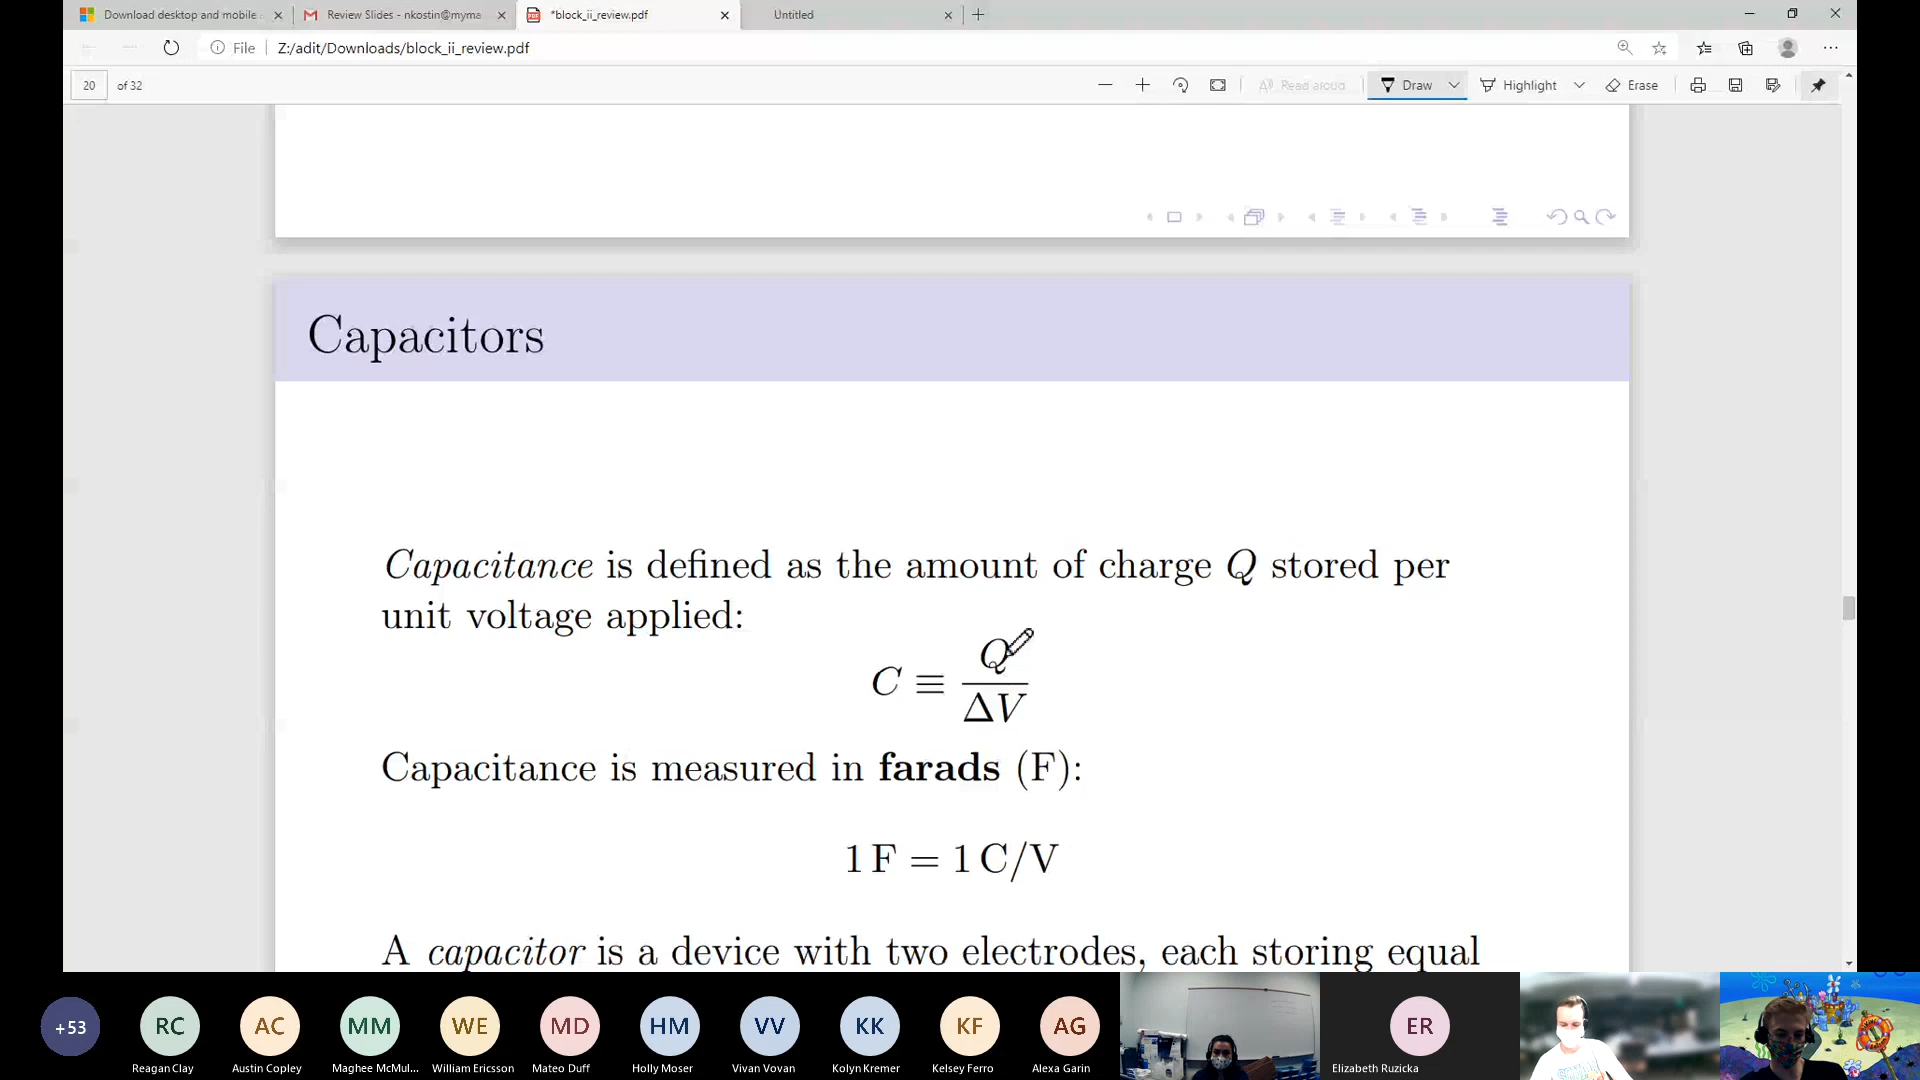 Download desktop and mobile
Review Slides - nkostin@myma
*block_ii_review.pdf
Untitled
File
Z:/adit/Downloads/block_ii_review.pdf
20
of 32
Read aloud
Draw
Highlight
Erase
Capacitors
Capacitance is defined as the amount of charge Q stored per
unit voltage applied:
C ≡ Q/ΔV
Capacitance is measured in farads (F):
1 F = 1 C/V
A capacitor is a device with two electrodes, each storing equal
+53
RC
AC
MM
WE
MD
HM
VV
KK
KF
AG
ER
Reagan Clay
Austin Copley
Maghee McMul...
William Ericsson
Mateo Duff
Holly Moser
Vivan Vovan
Kolyn Kremer
Kelsey Ferro
Alexa Garin
Elizabeth Ruzicka